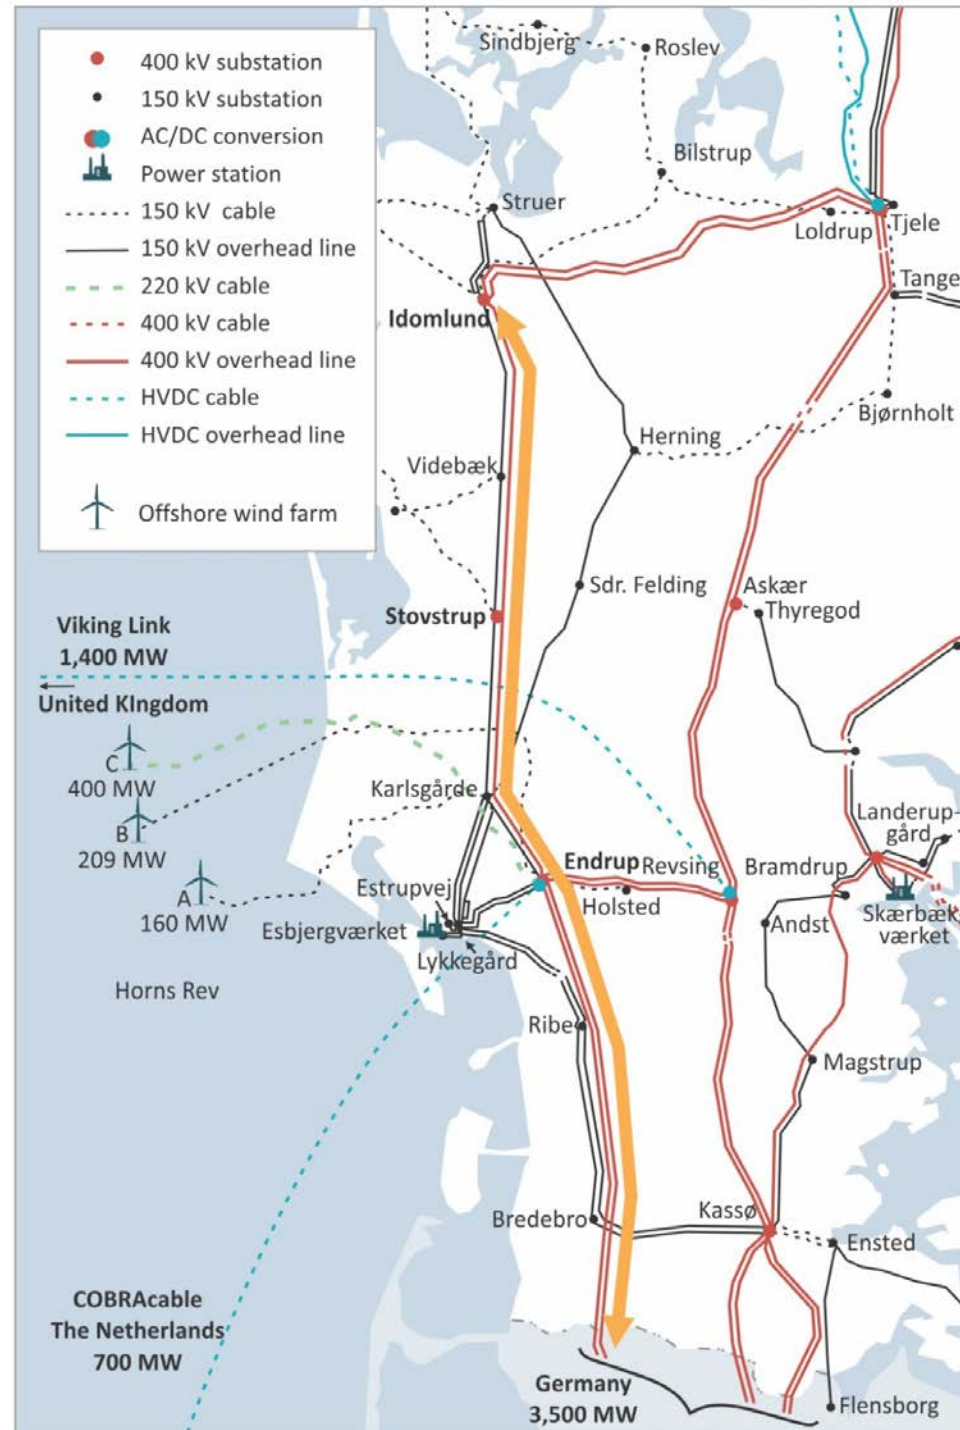 400 kV substation
150 kV substation
AC/DC conversion
Power station
150 kV cable
150 kV overhead line
220 kV cable
400 kV cable
400 kV overhead line
HVDC cable
HVDC overhead line
Offshore wind farm
Sindbjerg
Roslev
Bilstrup
Struer
Loldrup
Tjele
Tange
Idomlund
Bjørnholt
Herning
Videbæk
Sdr. Felding
Askær
Thyregod
Stovstrup
Viking Link
1,400 MW
United KIngdom
C
400 MW
B
209 MW
A
160 MW
Horns Rev
Karlsgårde
Landerup-
gård
Endrup
Revsing
Bramdrup
Estrupvej
Holsted
Skærbæk-
værket
Andst
Esbjergværket
Lykkegård
Ribe
Magstrup
Bredebro
Kassø
Ensted
COBRAcable
The Netherlands
700 MW
Germany
3,500 MW
Flensborg